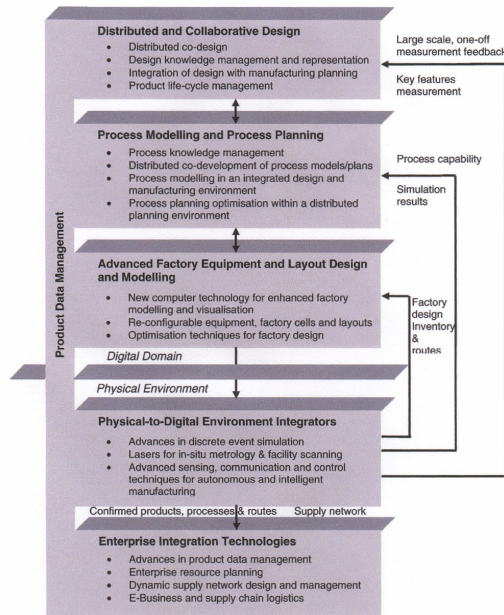 Distributed and Collaborative Design
• Distributed co-design
• Design knowledge management and representation
• Integration of design with manufacturing planning
• Product life-cycle management
Large scale, one-off
measurement feedback
Key features
measurement
Process Modelling and Process Planning
• Process knowledge management
• Distributed co-development of process models/plans
• Process modelling in an integrated design and
manufacturing environment
• Process planning optimisation within a distributed
planning environment
Process capability
Simulation
results
Product Data Management
Advanced Factory Equipment and Layout Design
and Modelling
• New computer technology for enhanced factory
modelling and visualisation
• Re-configurable equipment, factory cells and layouts
• Optimisation techniques for factory design
Factory
design
Inventory
&
routes
Digital Domain
Physical Environment
Physical-to-Digital Environment Integrators
• Advances in discrete event simulation
• Lasers for in-situ metrology & facility scanning
• Advanced sensing, communication and control
techniques for autonomous and intelligent
manufacturing
Confirmed products, processes & routes Supply network
Enterprise Integration Technologies
• Advances in product data management
• Enterprise resource planning
• Dynamic supply network design and management
• E-Business and supply chain logistics